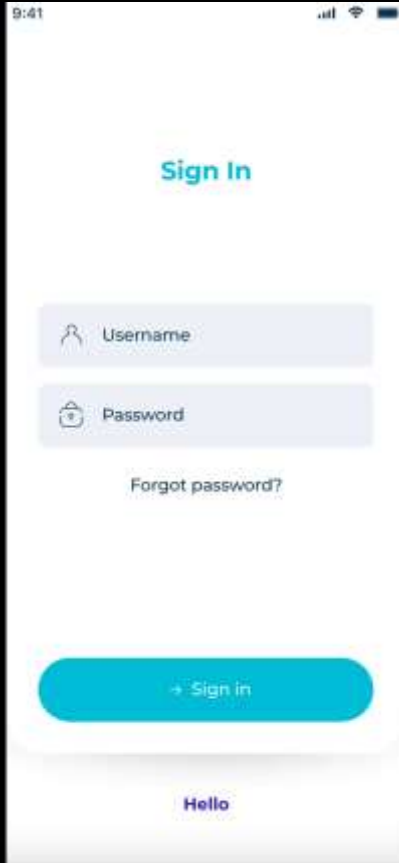 9:41
Sign In
Username
Password
Forgot password?
→ Sign in
Hello